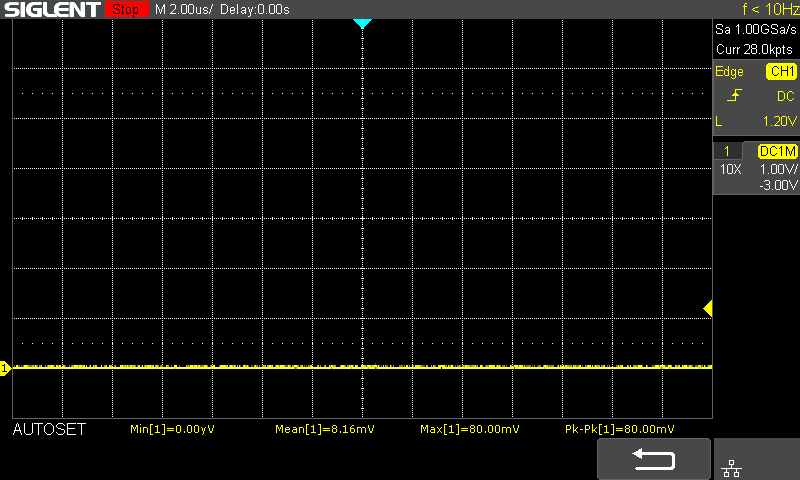 SIGLENT Stop M 2.00us/ Delay:0.00s f < 10Hz
Sa 1.00GSa/s
Curr 28.0kpts
Edge CH1
DC
L 1.20V
1 DC1M
10X 1.00V/
-3.00V
1
AUTOSET Min[1]=0.00yV Mean[1]=8.16mV Max[1]=80.00mV Pk-Pk[1]=80.00mV